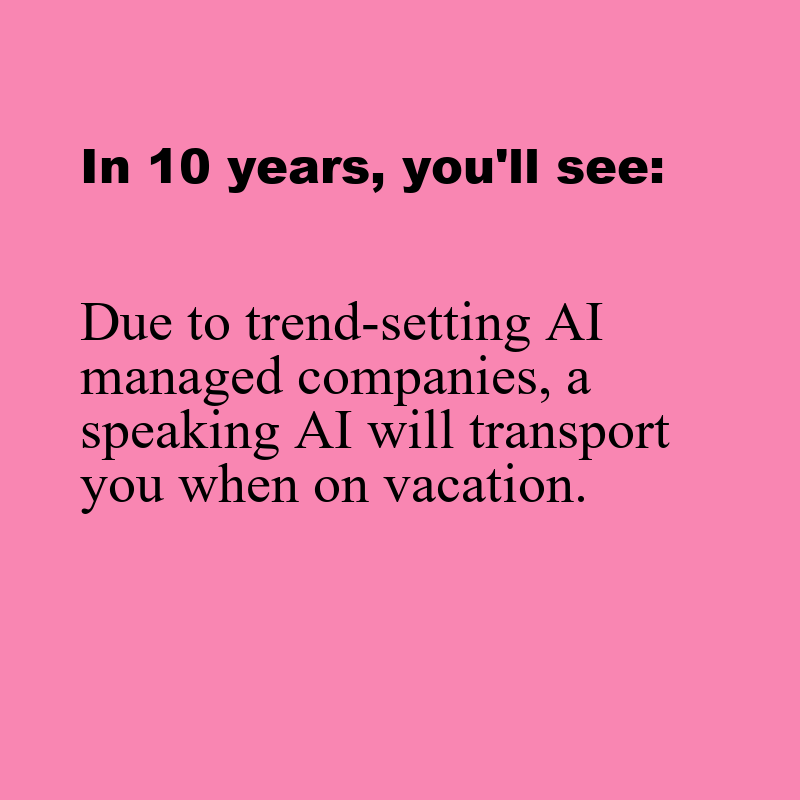 In 10 years, you'll see:
Due to trend-setting AI
managed companies, a
speaking AI will transport
you when on vacation.